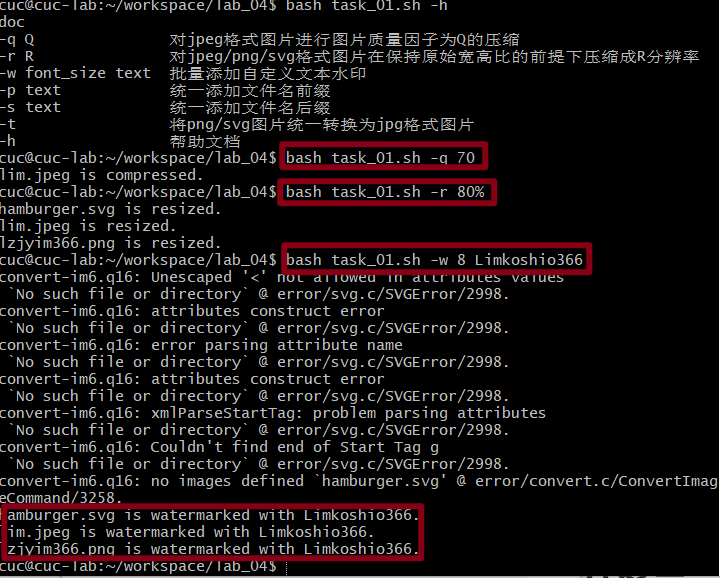 cuc@cuc-lab:~/workspace/lab_04$ bash task_01.sh -h
doc
-q Q 对jpeg格式图片进行图片质量因子为Q的压缩
-r R 对jpeg/png/svg格式图片在保持原始宽高比的前提下压缩成R分辨率
-w font_size text 批量添加自定义文本水印
-p text 统一添加文件名前缀
-s text 统一添加文件名后缀
-t 将png/svg图片统一转换为jpg格式图片
-h 帮助文档
cuc@cuc-lab:~/workspace/lab_04$ bash task_01.sh -q 70
lim.jpeg is compressed.
cuc@cuc-lab:~/workspace/lab_04$ bash task_01.sh -r 80%
hamburger.svg is resized.
lim.jpeg is resized.
lzjyim366.png is resized.
cuc@cuc-lab:~/workspace/lab_04$ bash task_01.sh -w 8 Limkoshio366
convert-im6.q16: Unescaped '<' not allowed in attributes values
`No such file or directory` @ error/svg.c/SVGError/2998.
convert-im6.q16: attributes construct error
`No such file or directory` @ error/svg.c/SVGError/2998.
convert-im6.q16: error parsing attribute name
`No such file or directory` @ error/svg.c/SVGError/2998.
convert-im6.q16: attributes construct error
`No such file or directory` @ error/svg.c/SVGError/2998.
convert-im6.q16: xmlParseStartTag: problem parsing attributes
`No such file or directory` @ error/svg.c/SVGError/2998.
convert-im6.q16: Couldn't find end of Start Tag g
`No such file or directory` @ error/svg.c/SVGError/2998.
convert-im6.q16: no images defined `hamburger.svg' @ error/convert.c/ConvertImag
eCommand/3258.
hamburger.svg is watermarked with Limkoshio366.
lim.jpeg is watermarked with Limkoshio366.
lzjyim366.png is watermarked with Limkoshio366.
cuc@cuc-lab:~/workspace/lab_04$